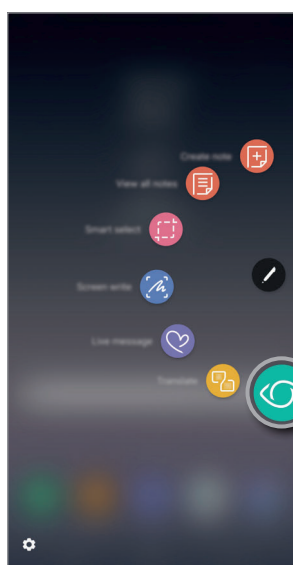 Create note
View all notes
Smart select
Screen write
Live message
Translate